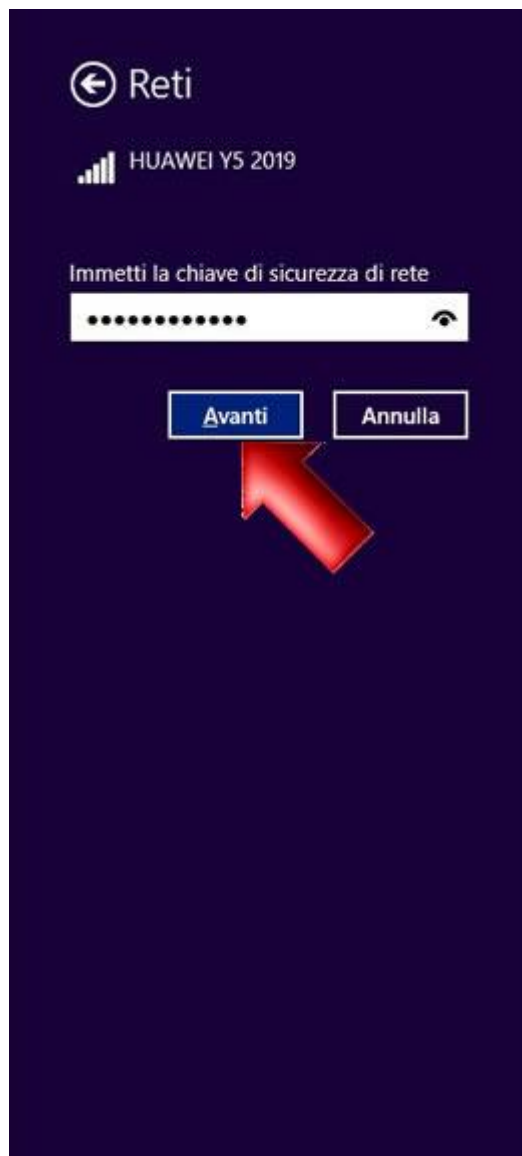 Reti
HUAWEI Y5 2019
Immetti la chiave di sicurezza di rete
••••••••••••
Avanti
Annulla